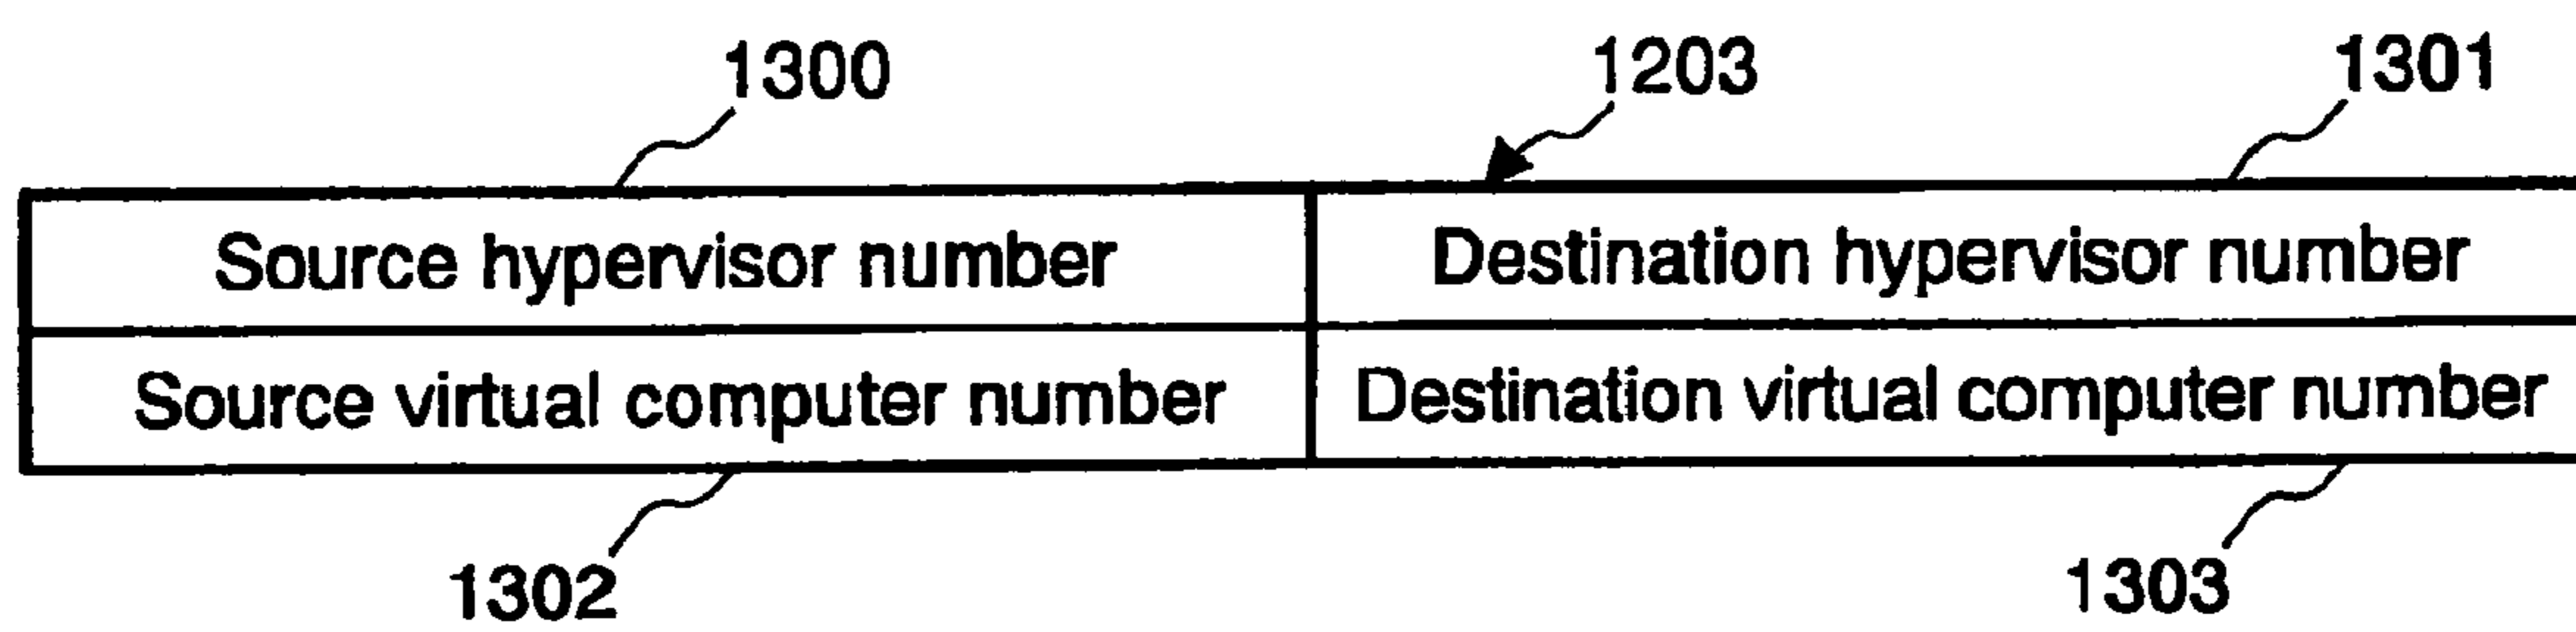 1300 1203 1301
Source hypervisor number Destination hypervisor number
Source virtual computer number Destination virtual computer number
1302 1303